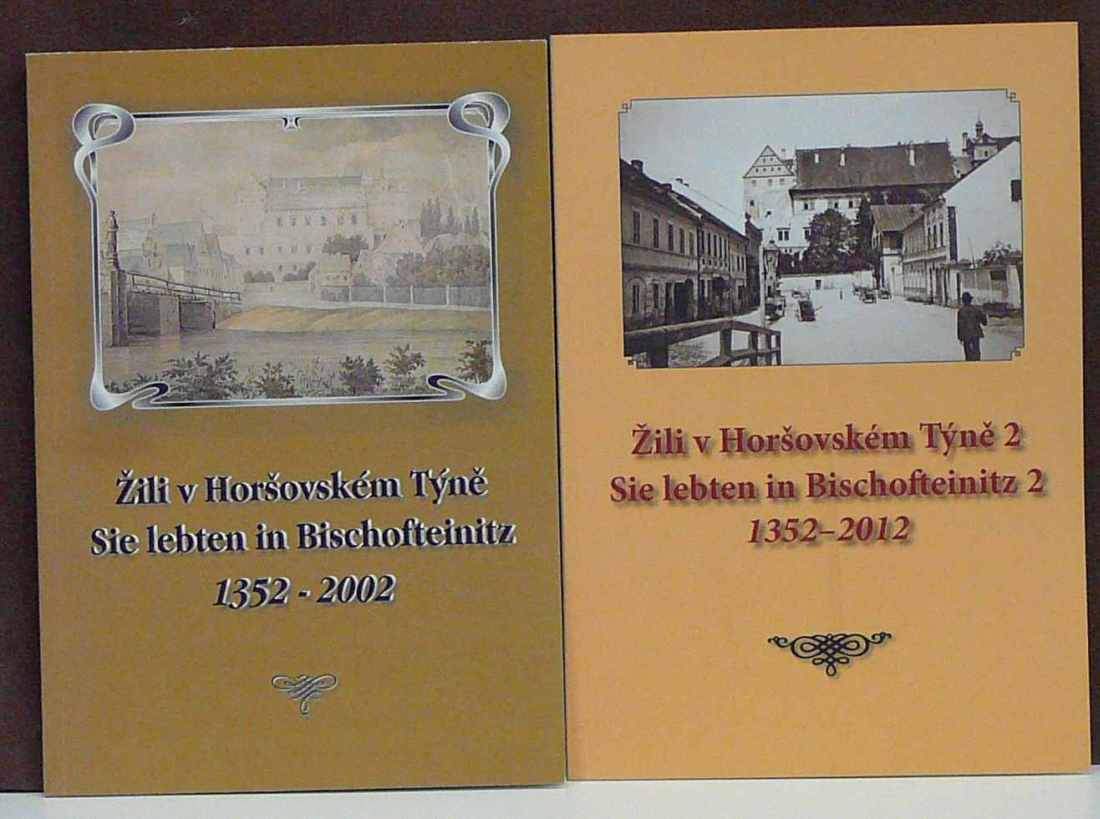 Žili v Horšovském Týně
Sie lebten in Bischofteinitz
1352 - 2002
Žili v Horšovském Týně 2
Sie lebten in Bischofteinitz 2
1352–2012